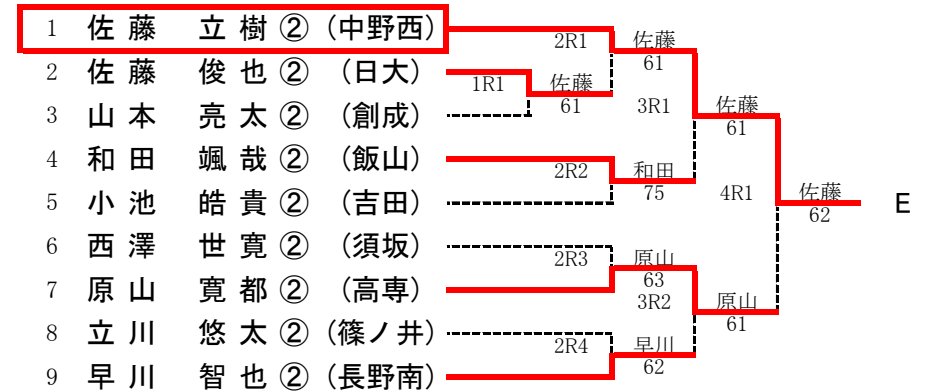 1 佐藤 立樹② (中野西)
2 佐藤 俊也② (日大)
3 山本 亮太② (創成)
4 和田 颯哉② (飯山)
5 小池 皓貴② (吉田)
6 西澤 世寛② (須坂)
7 原山 寛都② (高専)
8 立川 悠太② (篠ノ井)
9 早川 智也② (長野南)
1R1
佐藤
61
2R1
佐藤
61
2R2
和田
75
2R3
原山
63
2R4
早川
62
3R1
佐藤
61
3R2
原山
61
4R1
佐藤
62
E